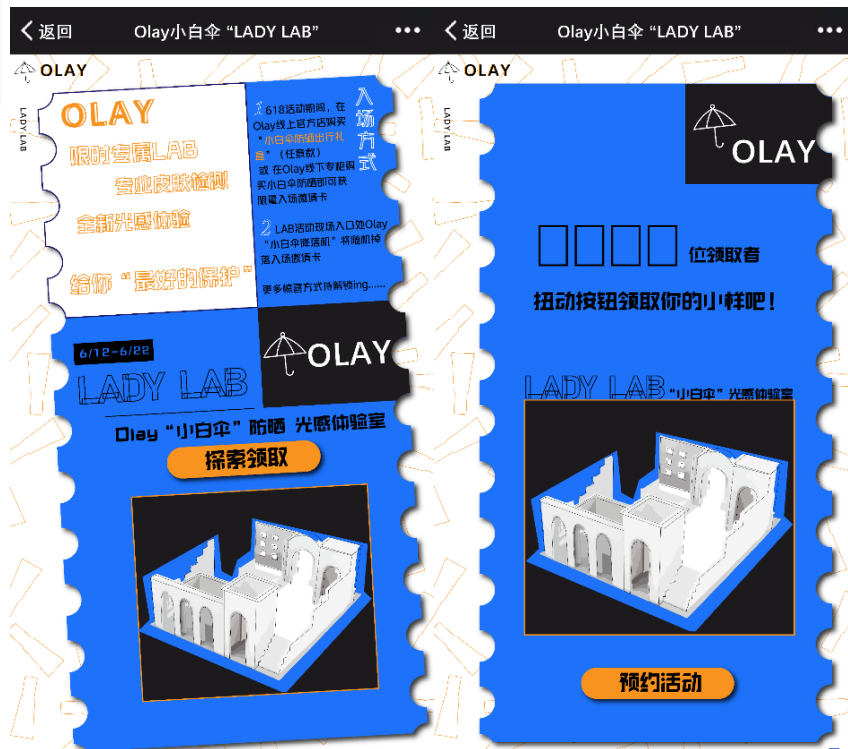 返回
Olay小白伞 “LADY LAB”
OLAY
LADY LAB
OLAY
限时专属LAB
专业皮肤检测
全新光感体验
给你“最好的保护”
入场方式
1 618活动期间，在
Olay线上官方店购买
“小白伞防晒出行礼
盒”（任意款）
或 在Olay线下专柜购
买小白伞防晒即可获
限量入场邀请卡
2 LAB活动现场入口处Olay
“小白伞降落机”将随机掉
落入场邀请卡
更多惊喜方式待解锁ing......
6/12-6/22
LADY LAB
OLAY
Olay “小白伞” 防晒 光感体验室
探索领取
返回
Olay小白伞 “LADY LAB”
OLAY
LADY LAB
OLAY
位领取者
扭动按钮领取你的小样吧！
LADY LAB “小白伞” 光感体验室
预约活动